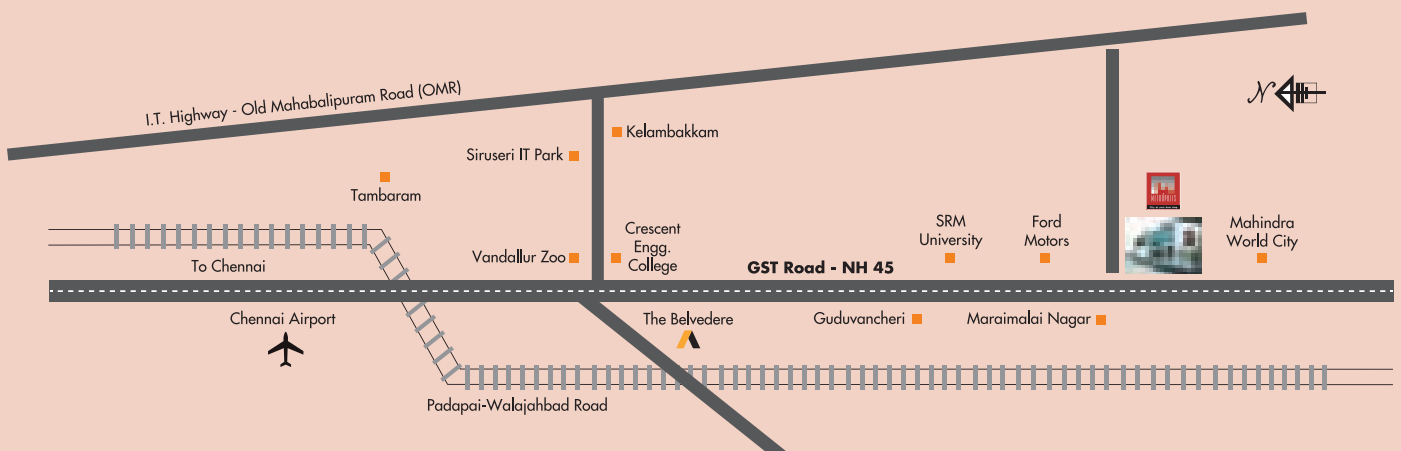 I.T. Highway - Old Mahabalipuram Road (OMR)
N
Kelambakkam
Siruseri IT Park
Tambaram
METROPOLIS
Crescent
Engg.
College
SRM
University
Ford
Motors
Mahindra
World City
Vandallur Zoo
To Chennai
GST Road - NH 45
Chennai Airport
The Belvedere
Guduvancheri
Maraimalai Nagar
Padapai-Walajahbad Road